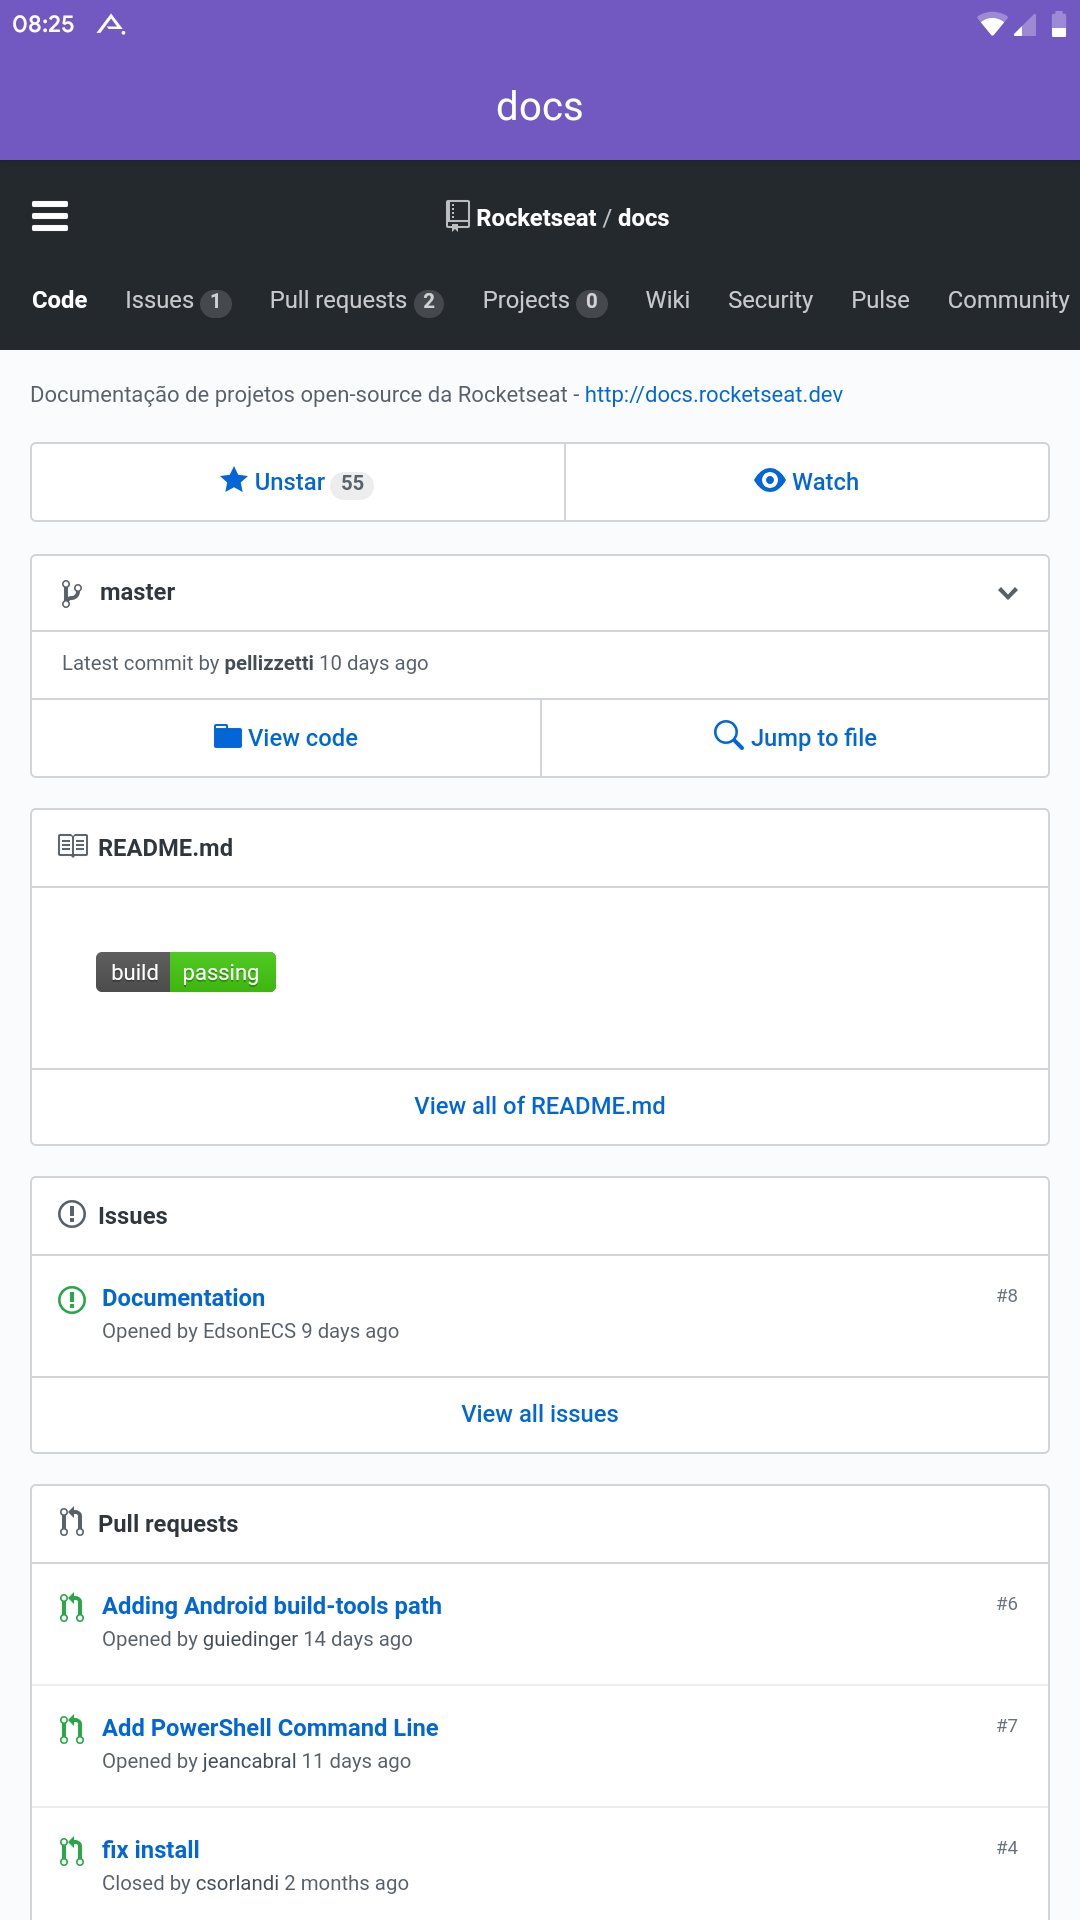 08:25
docs
Rocketseat / docs
Code Issues 1 Pull requests 2 Projects 0 Wiki Security Pulse Community
Documentação de projetos open-source da Rocketseat - http://docs.rocketseat.dev
Unstar 55 Watch
master
Latest commit by pellizzetti 10 days ago
View code Jump to file
README.md
build passing
View all of README.md
Issues
Documentation #8
Opened by EdsonECS 9 days ago
View all issues
Pull requests
Adding Android build-tools path #6
Opened by guiedinger 14 days ago
Add PowerShell Command Line #7
Opened by jeancabral 11 days ago
fix install #4
Closed by csorlandi 2 months ago